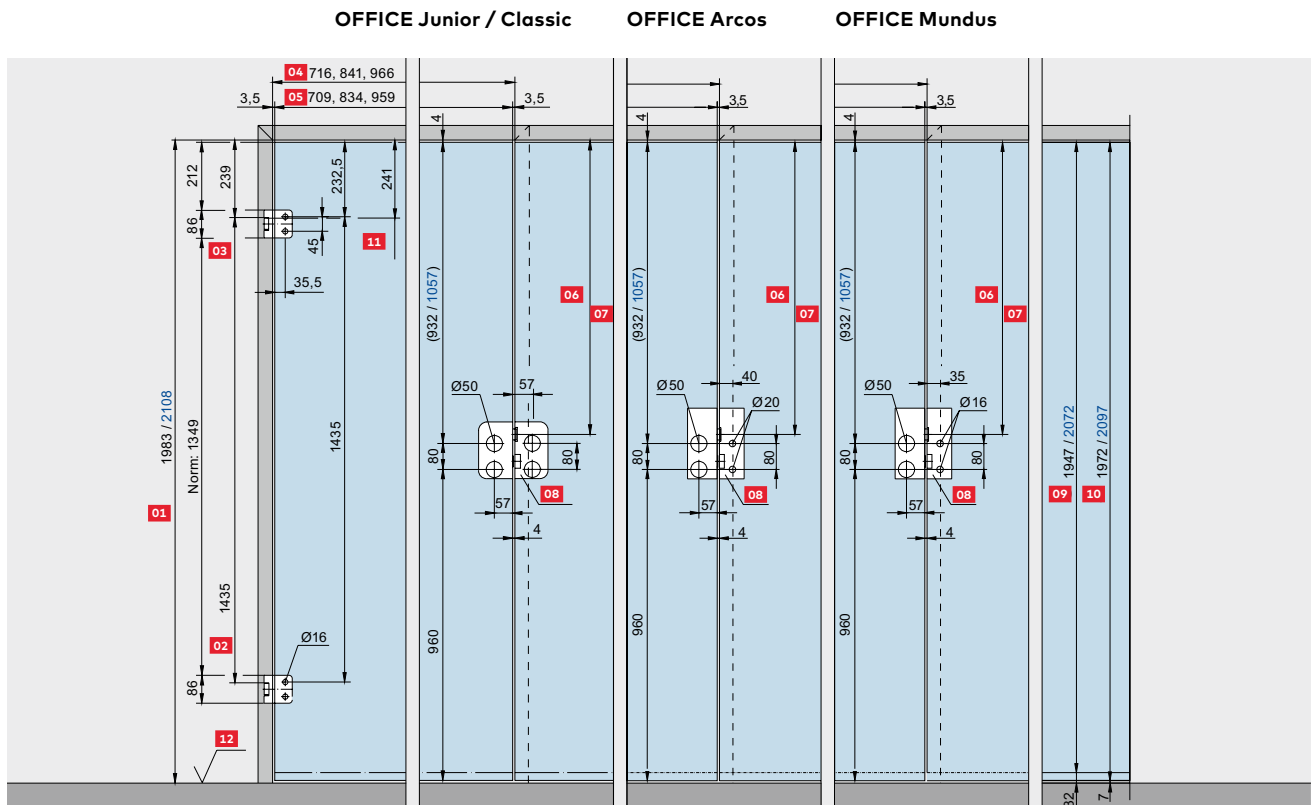 OFFICE Junior / Classic OFFICE Arcos OFFICE Mundus
04 716, 841, 966
3,5 05 709, 834, 959 3,5 3,5 3,5
4 4 4
212 239 232,5 241
86 03 45 11
35,5
(932 / 1057) (932 / 1057) (932 / 1057)
06 06 06
07 07 07
1983 / 2108
Norm: 1349
1435
1435
01
Ø50 57 Ø50 40 Ø20 Ø50 35 Ø16
80 80 80 80 80 80
08 08 08
57 57 57
4 4 4
09 1947 / 2072
10 1972 / 2097
960 960 960
02 Ø16
86
12
7